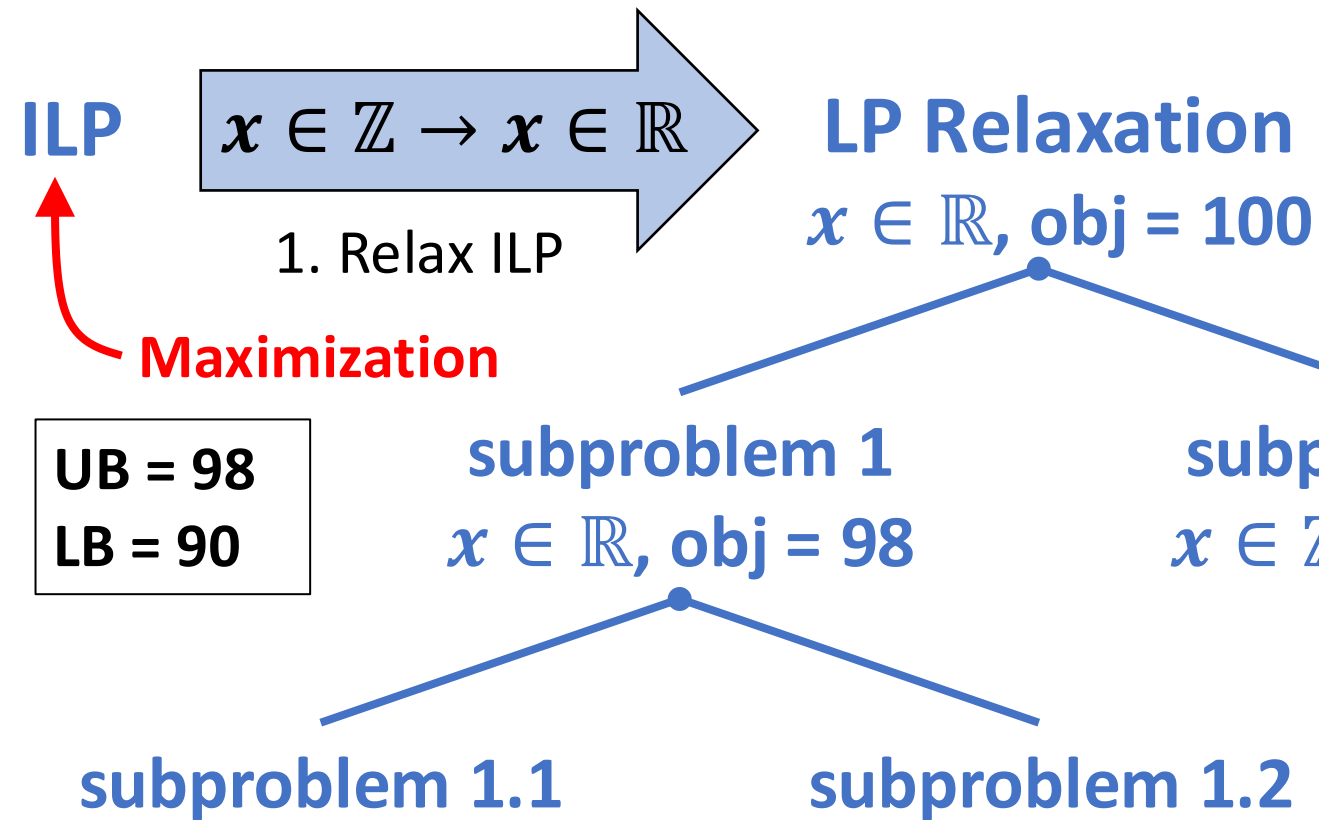 ILP
x ∈ ℤ → x ∈ ℝ
LP Relaxation
x ∈ ℝ, obj = 100
1. Relax ILP
Maximization
UB = 98
LB = 90
subproblem 1
x ∈ ℝ, obj = 98
x ∈ ℤ
subproblem 1.1
subproblem 1.2